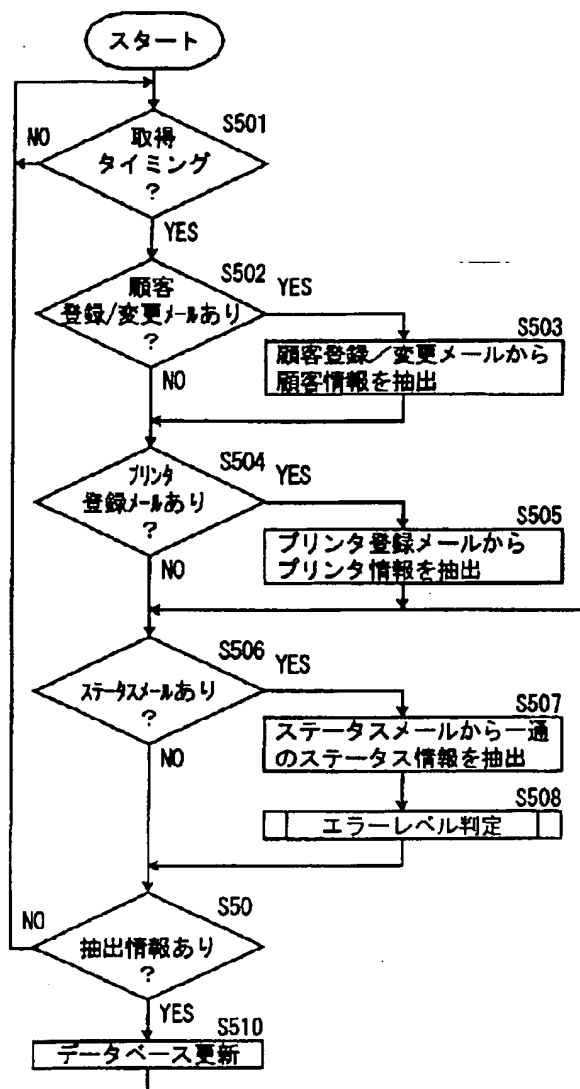 スタート
S501
NO
取得
タイミング
?
YES
S502
YES
顧客
登録/変更メールあり
?
NO
S503
顧客登録/変更メールから
顧客情報を抽出
S504
YES
プリンタ
登録メールあり
?
NO
S505
プリンタ登録メールから
プリンタ情報を抽出
S506
YES
ステータスメールあり
?
NO
S507
ステータスメールから一通
のステータス情報を抽出
S508
エラーレベル判定
S50
NO
抽出情報あり
?
YES
S510
データベース更新